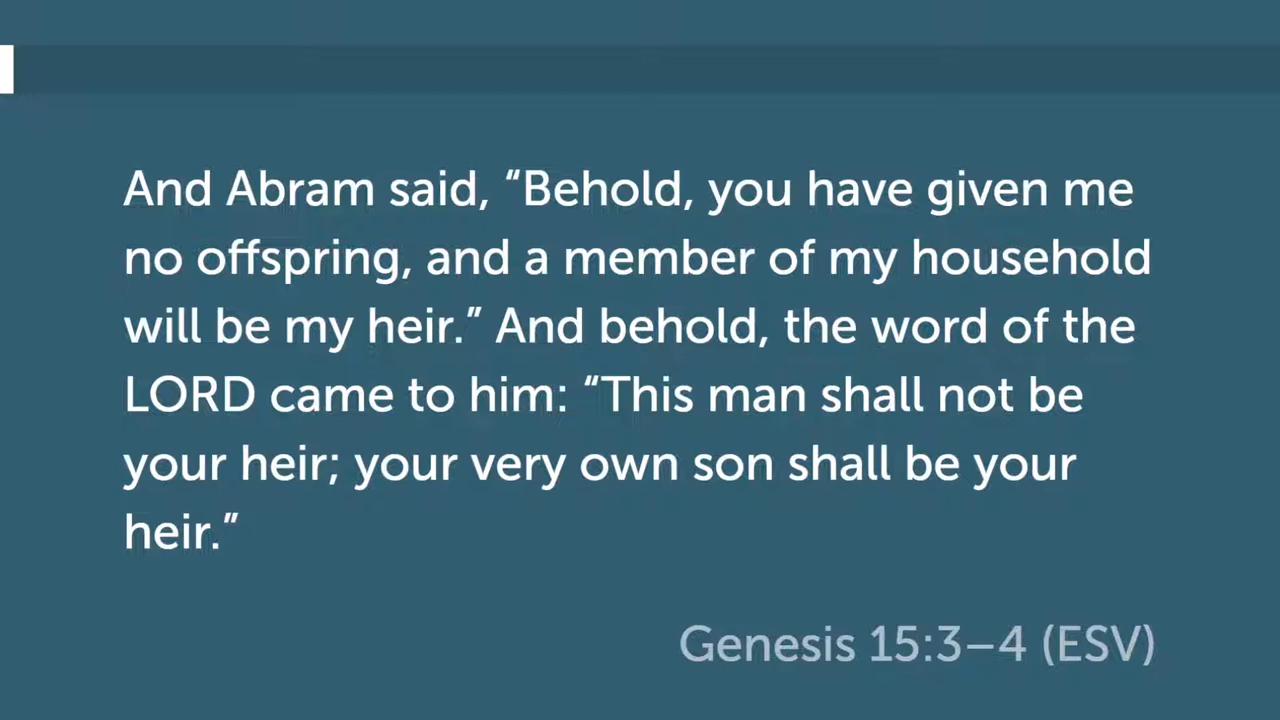 And Abram said, “Behold, you have given me
no offspring, and a member of my household
will be my heir.” And behold, the word of the
LORD came to him: “This man shall not be
your heir; your very own son shall be your
heir.”
Genesis 15:3–4 (ESV)